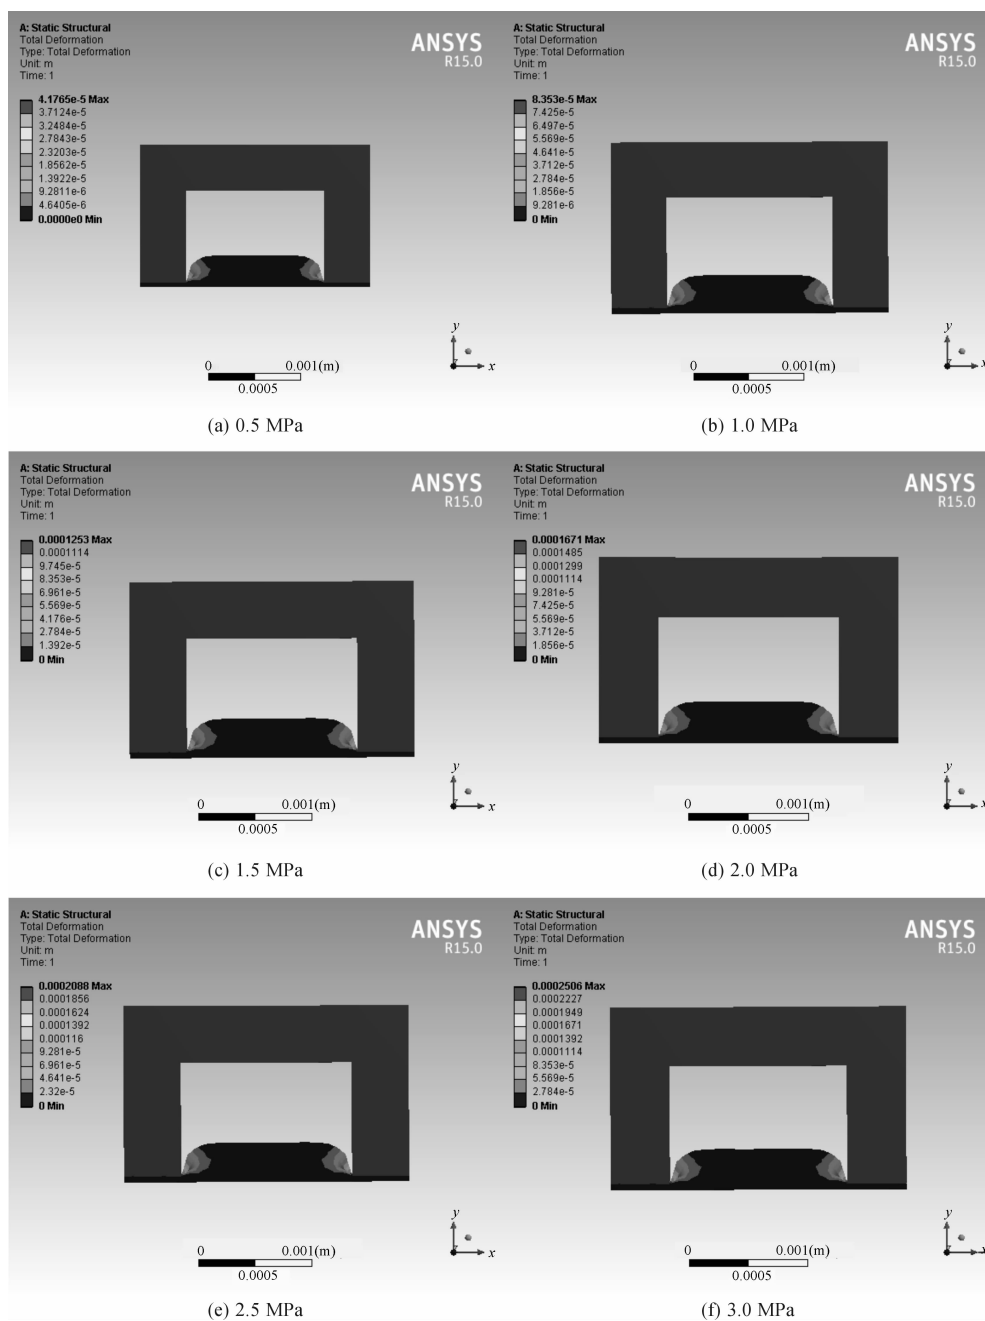 A: Static Structural
Total Deformation
Type: Total Deformation
Unit: m
Time: 1
ANSYS
R15.0
4.1765e-5 Max
3.7124e-5
3.2484e-5
2.7843e-5
2.3203e-5
1.8562e-5
1.3922e-5
9.2811e-6
4.6405e-6
0.0000e0 Min
y
x
0 0.001(m)
0.0005
(a) 0.5 MPa
A: Static Structural
Total Deformation
Type: Total Deformation
Unit: m
Time: 1
ANSYS
R15.0
8.353e-5 Max
7.425e-5
6.497e-5
5.569e-5
4.641e-5
3.712e-5
2.784e-5
1.856e-5
9.281e-6
0 Min
y
x
0 0.001(m)
0.0005
(b) 1.0 MPa
A: Static Structural
Total Deformation
Type: Total Deformation
Unit: m
Time: 1
ANSYS
R15.0
0.0001253 Max
0.0001114
9.745e-5
8.353e-5
6.961e-5
5.569e-5
4.176e-5
2.784e-5
1.392e-5
0 Min
y
x
0 0.001(m)
0.0005
(c) 1.5 MPa
A: Static Structural
Total Deformation
Type: Total Deformation
Unit: m
Time: 1
ANSYS
R15.0
0.0001671 Max
0.0001485
0.0001299
0.0001114
9.281e-5
7.425e-5
5.569e-5
3.712e-5
1.856e-5
0 Min
y
x
0 0.001(m)
0.0005
(d) 2.0 MPa
A: Static Structural
Total Deformation
Type: Total Deformation
Unit: m
Time: 1
ANSYS
R15.0
0.0002088 Max
0.0001856
0.0001624
0.0001392
0.000116
9.281e-5
6.961e-5
4.641e-5
2.32e-5
0 Min
y
x
0 0.001(m)
0.0005
(e) 2.5 MPa
A: Static Structural
Total Deformation
Type: Total Deformation
Unit: m
Time: 1
ANSYS
R15.0
0.0002506 Max
0.0002227
0.0001949
0.0001671
0.0001392
0.0001114
8.353e-5
5.569e-5
2.784e-5
0 Min
y
x
0 0.001(m)
0.0005
(f) 3.0 MPa